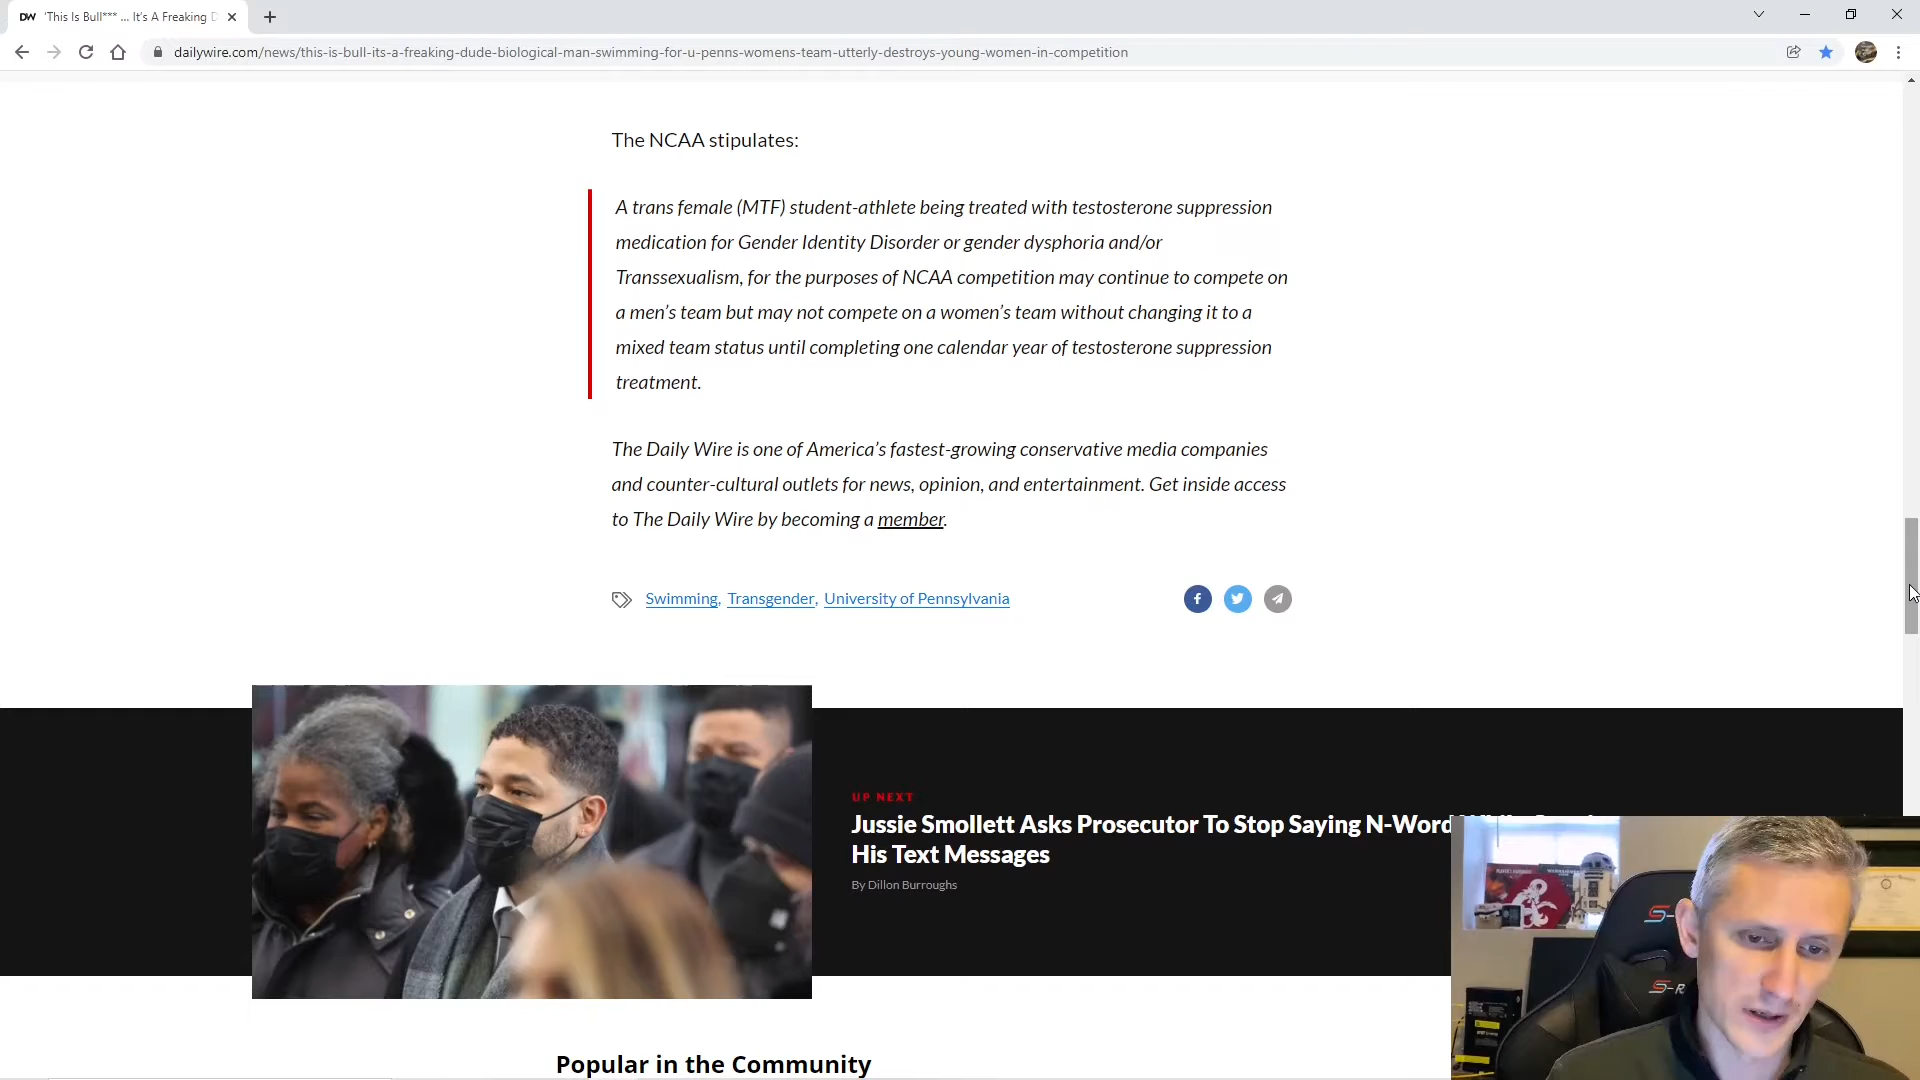 DW 'This Is Bull*** ... It's A Freaking D
dailywire.com/news/this-is-bull-its-a-freaking-dude-biological-man-swimming-for-u-penns-womens-team-utterly-destroys-young-women-in-competition
The NCAA stipulates:
A trans female (MTF) student-athlete being treated with testosterone suppression
medication for Gender Identity Disorder or gender dysphoria and/or
Transsexualism, for the purposes of NCAA competition may continue to compete on
a men’s team but may not compete on a women’s team without changing it to a
mixed team status until completing one calendar year of testosterone suppression
treatment.
The Daily Wire is one of America’s fastest-growing conservative media companies
and counter-cultural outlets for news, opinion, and entertainment. Get inside access
to The Daily Wire by becoming a member.
Swimming, Transgender, University of Pennsylvania
UP NEXT
Jussie Smollett Asks Prosecutor To Stop Saying N-Word
His Text Messages
By Dillon Burroughs
Popular in the Community